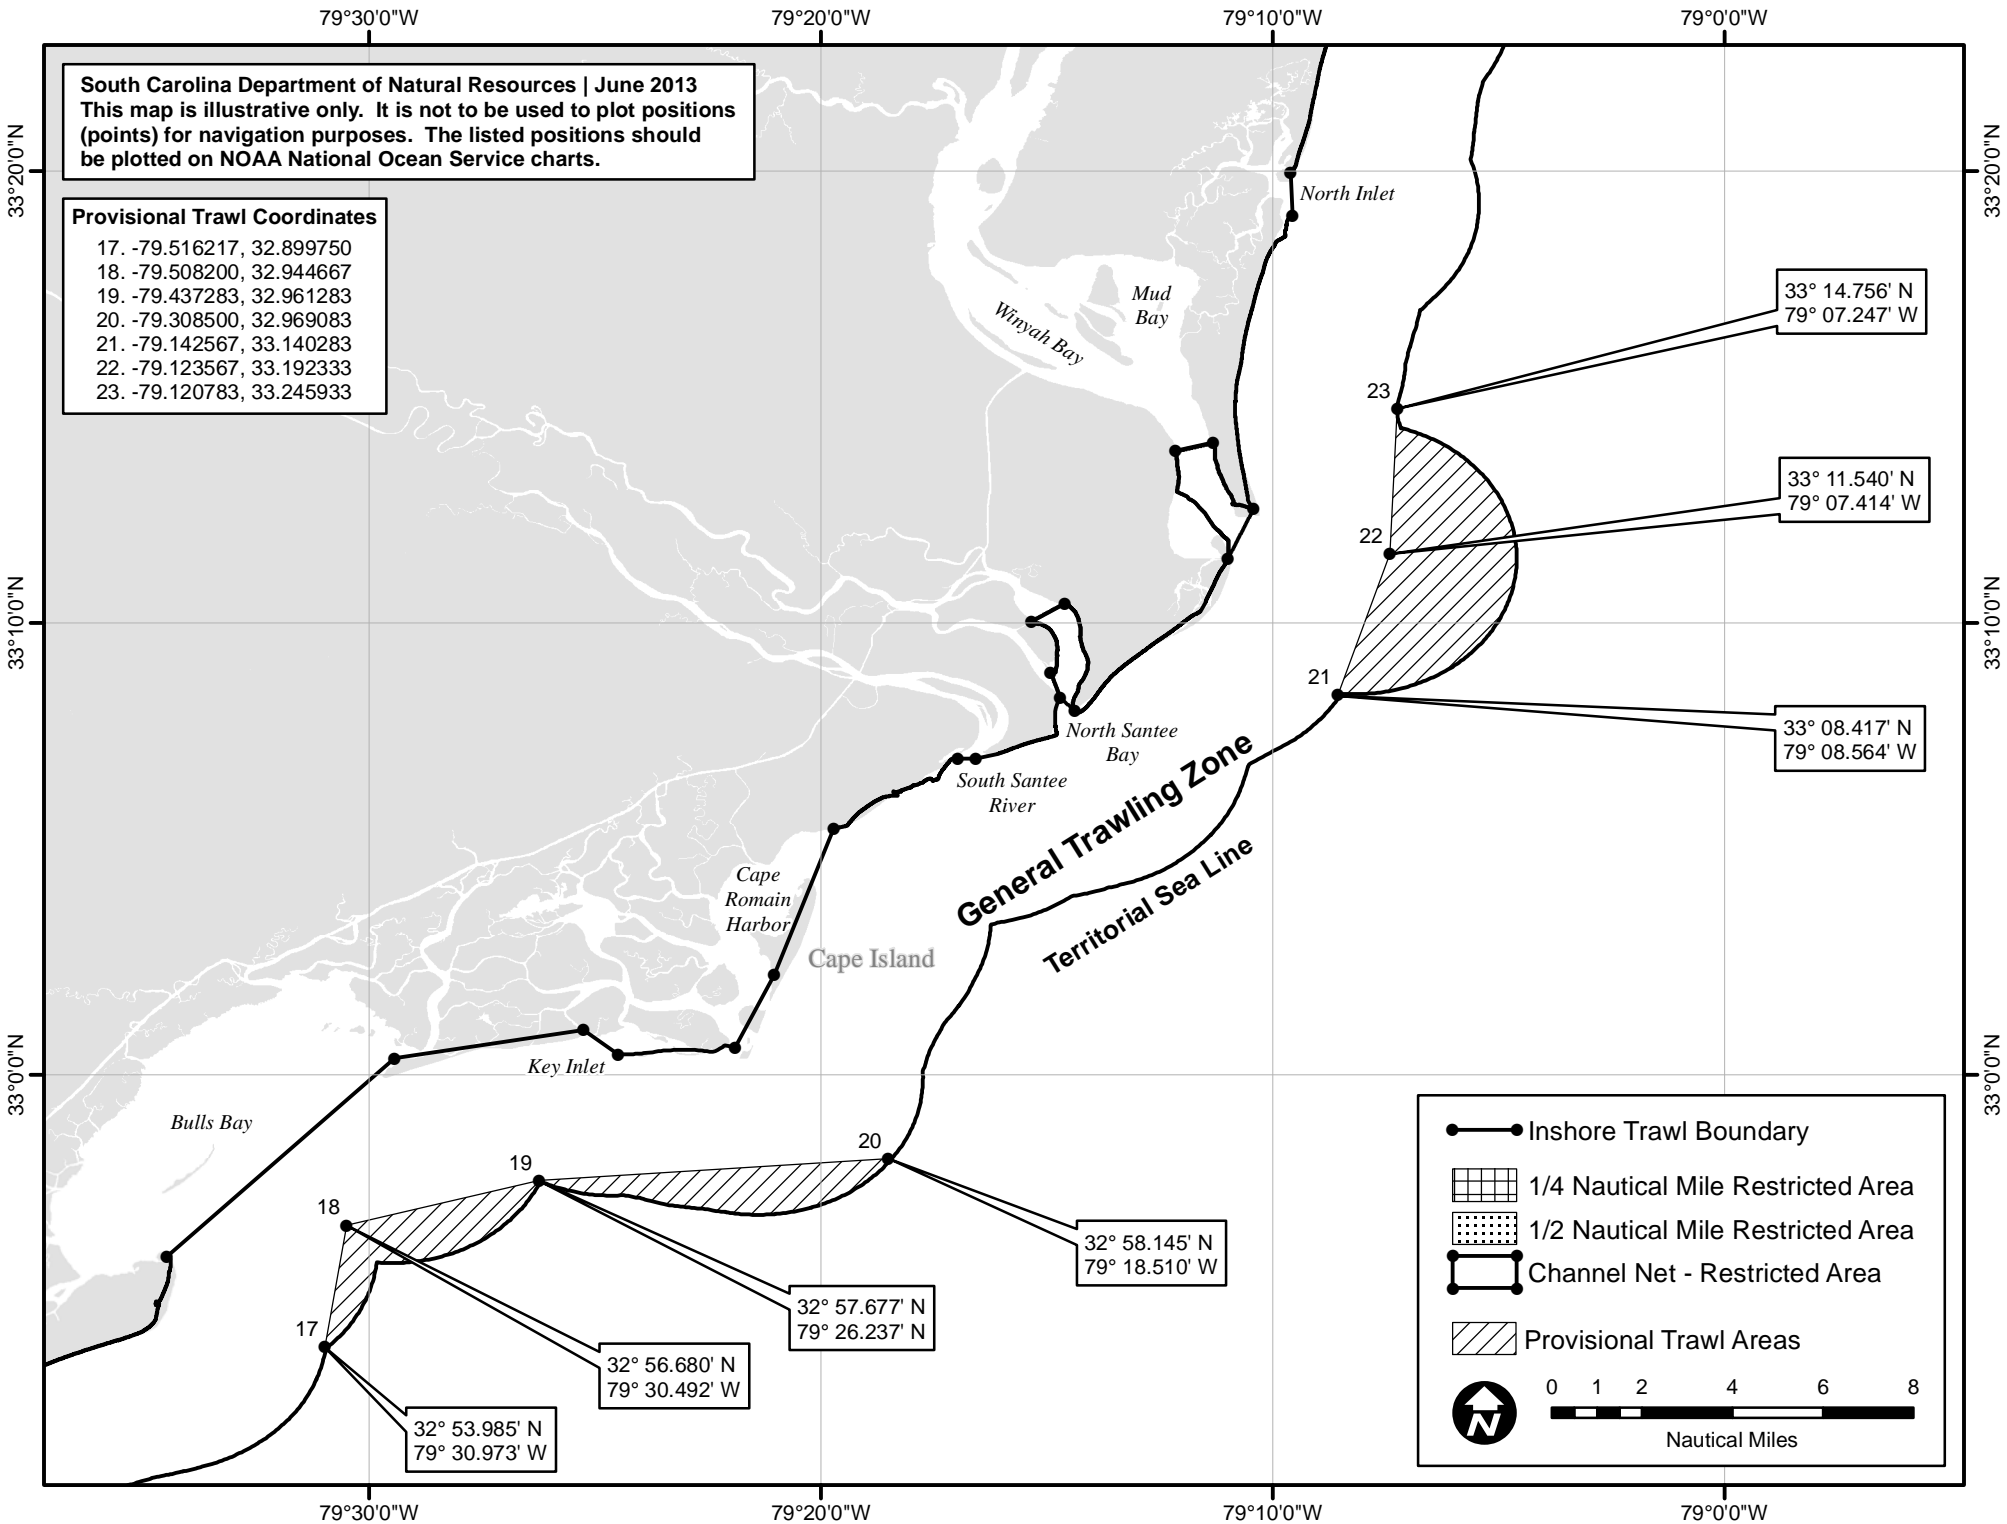 79°30'0"W
79°20'0"W
79°10'0"W
79°0'0"W
South Carolina Department of Natural Resources | June 2013
This map is illustrative only. It is not to be used to plot positions
(points) for navigation purposes. The listed positions should
be plotted on NOAA National Ocean Service charts.
33°20'0"N
33°20'0"N
Provisional Trawl Coordinates
17. -79.516217, 32.899750
18. -79.508200, 32.944667
19. -79.437283, 32.961283
20. -79.308500, 32.969083
21. -79.142567, 33.140283
22. -79.123567, 33.192333
23. -79.120783, 33.245933
North Inlet
Mud
Bay
Winyah Bay
33° 14.756' N
79° 07.247' W
23
33° 11.540' N
79° 07.414' W
22
33°10'0"N
33°10'0"N
21
33° 08.417' N
79° 08.564' W
North Santee
Bay
South Santee
River
General Trawling Zone
Territorial Sea Line
Cape
Romain
Harbor
Cape Island
Key Inlet
33°0'0"N
33°0'0"N
Bulls Bay
20
19
18
17
32° 58.145' N
79° 18.510' W
32° 57.677' N
79° 26.237' N
32° 56.680' N
79° 30.492' W
32° 53.985' N
79° 30.973' W
Inshore Trawl Boundary
1/4 Nautical Mile Restricted Area
1/2 Nautical Mile Restricted Area
Channel Net - Restricted Area
Provisional Trawl Areas
N
0 1 2 4 6 8
Nautical Miles
79°30'0"W
79°20'0"W
79°10'0"W
79°0'0"W